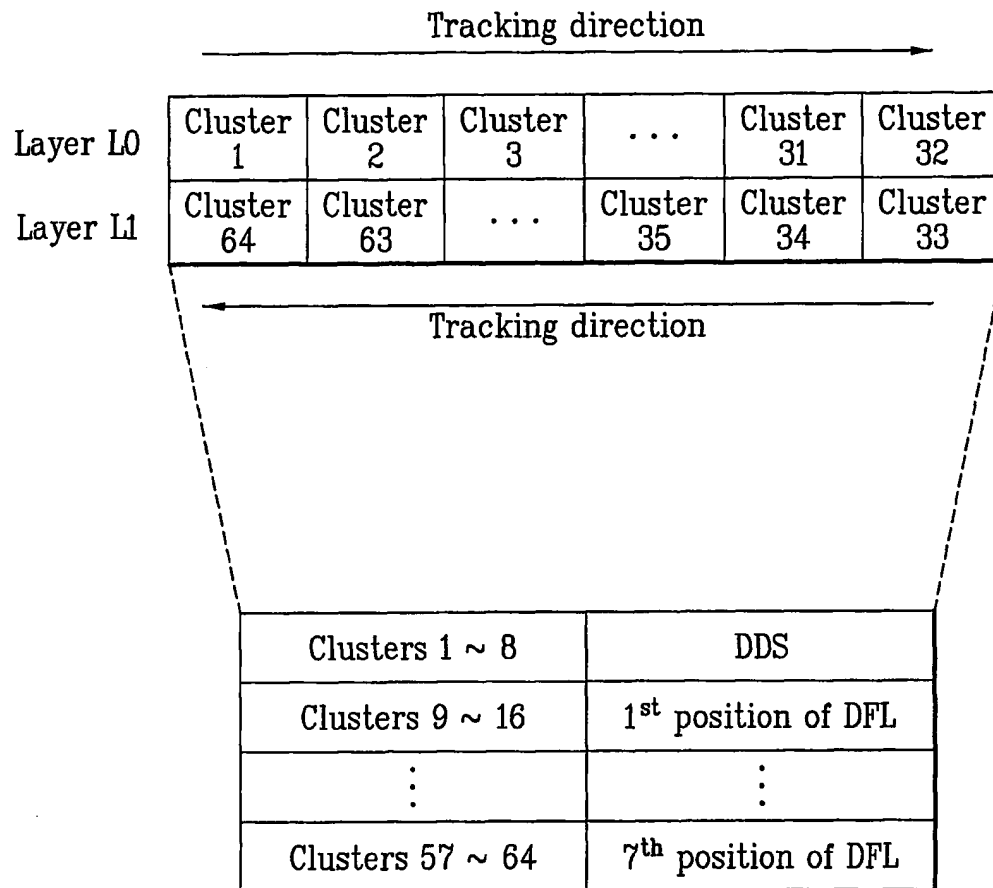 Tracking direction
Layer L0
Cluster 1
Cluster 2
Cluster 3
...
Cluster 31
Cluster 32
Layer L1
Cluster 64
Cluster 63
...
Cluster 35
Cluster 34
Cluster 33
Tracking direction
Clusters 1 ~ 8
DDS
Clusters 9 ~ 16
1st position of DFL
⋮
⋮
Clusters 57 ~ 64
7th position of DFL